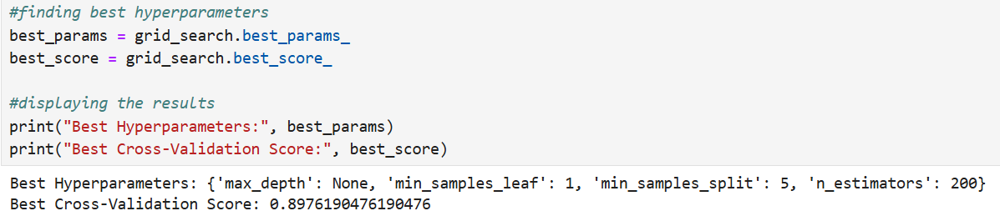 #finding best hyperparameters
best_params = grid_search.best_params_
best_score = grid_search.best_score_
#displaying the results
print("Best Hyperparameters:", best_params)
print("Best Cross-Validation Score:", best_score)
Best Hyperparameters: {'max_depth': None, 'min_samples_leaf': 1, 'min_samples_split': 5, 'n_estimators': 200}
Best Cross-Validation Score: 0.8976190476190476